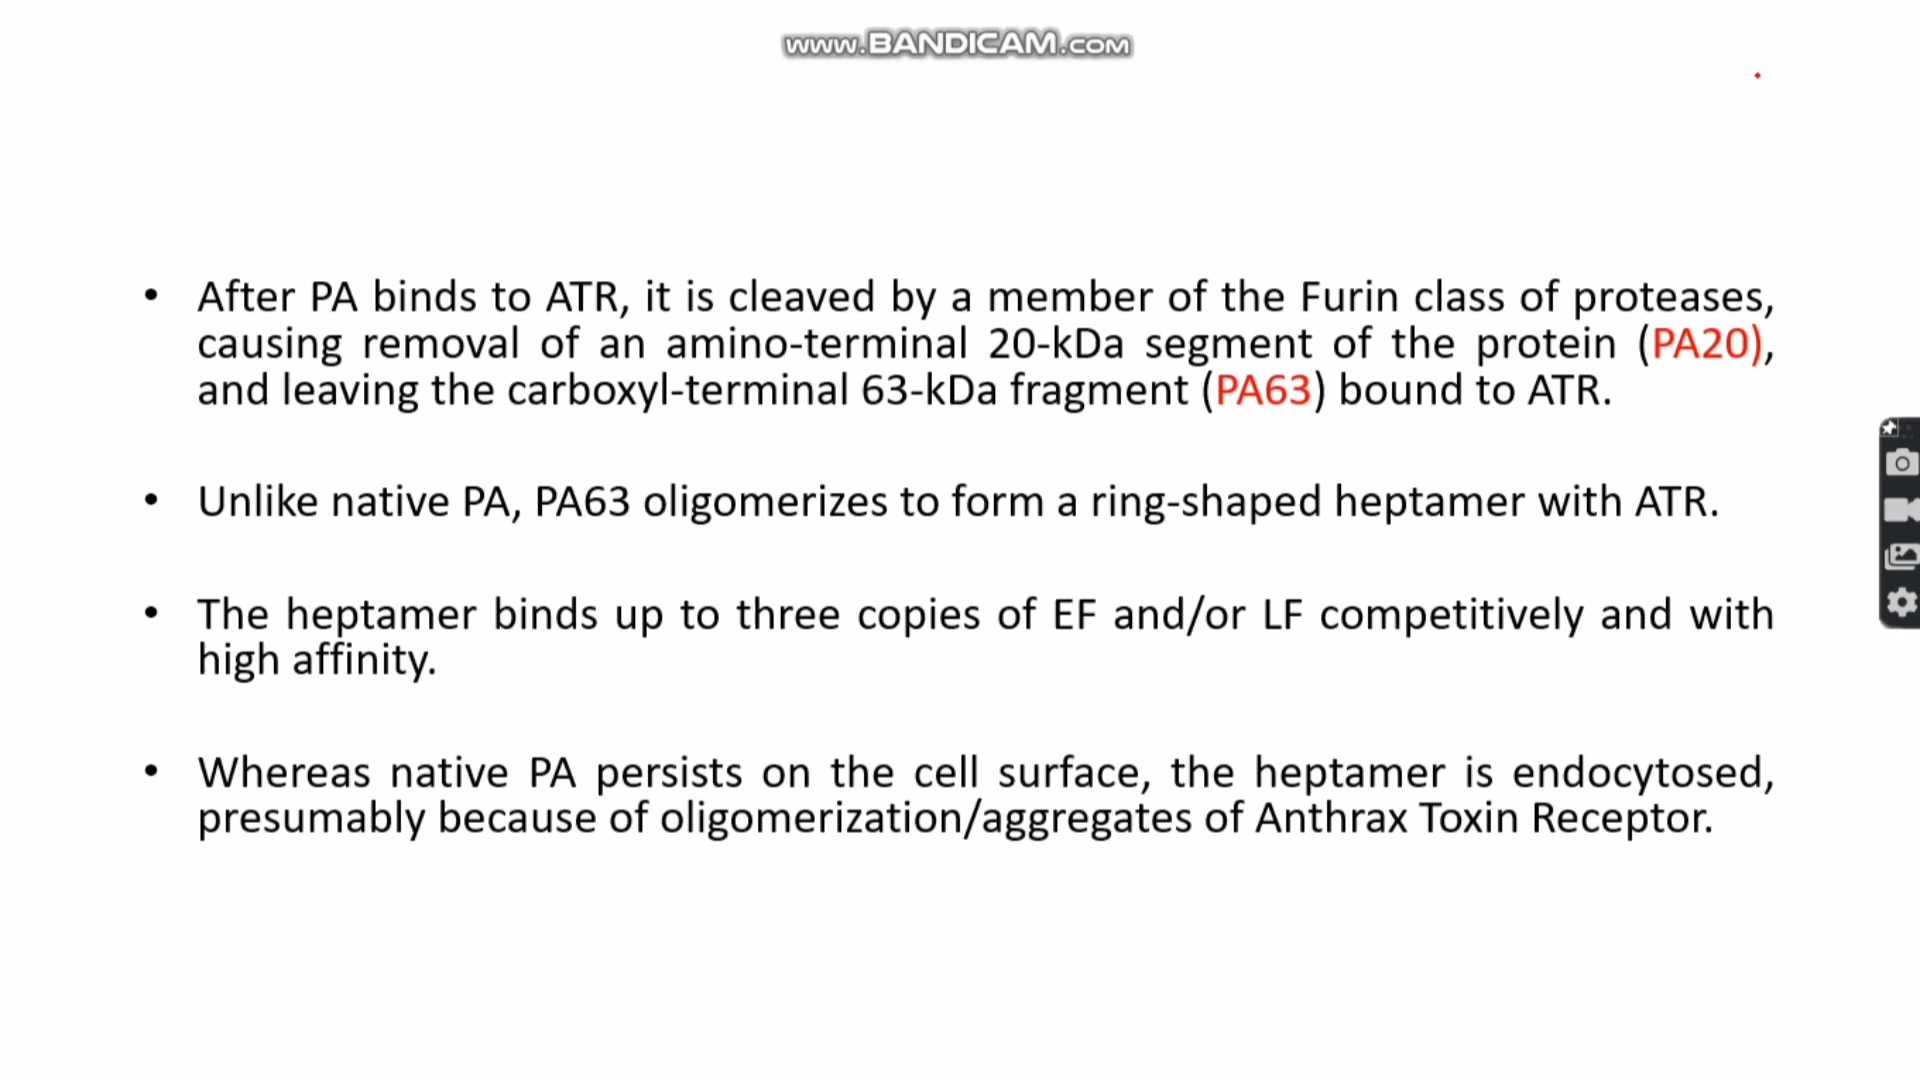 www.BANDICAM.com
• After PA binds to ATR, it is cleaved by a member of the Furin class of proteases,
causing removal of an amino-terminal 20-kDa segment of the protein (PA20),
and leaving the carboxyl-terminal 63-kDa fragment (PA63) bound to ATR.
• Unlike native PA, PA63 oligomerizes to form a ring-shaped heptamer with ATR.
• The heptamer binds up to three copies of EF and/or LF competitively and with
high affinity.
• Whereas native PA persists on the cell surface, the heptamer is endocytosed,
presumably because of oligomerization/aggregates of Anthrax Toxin Receptor.